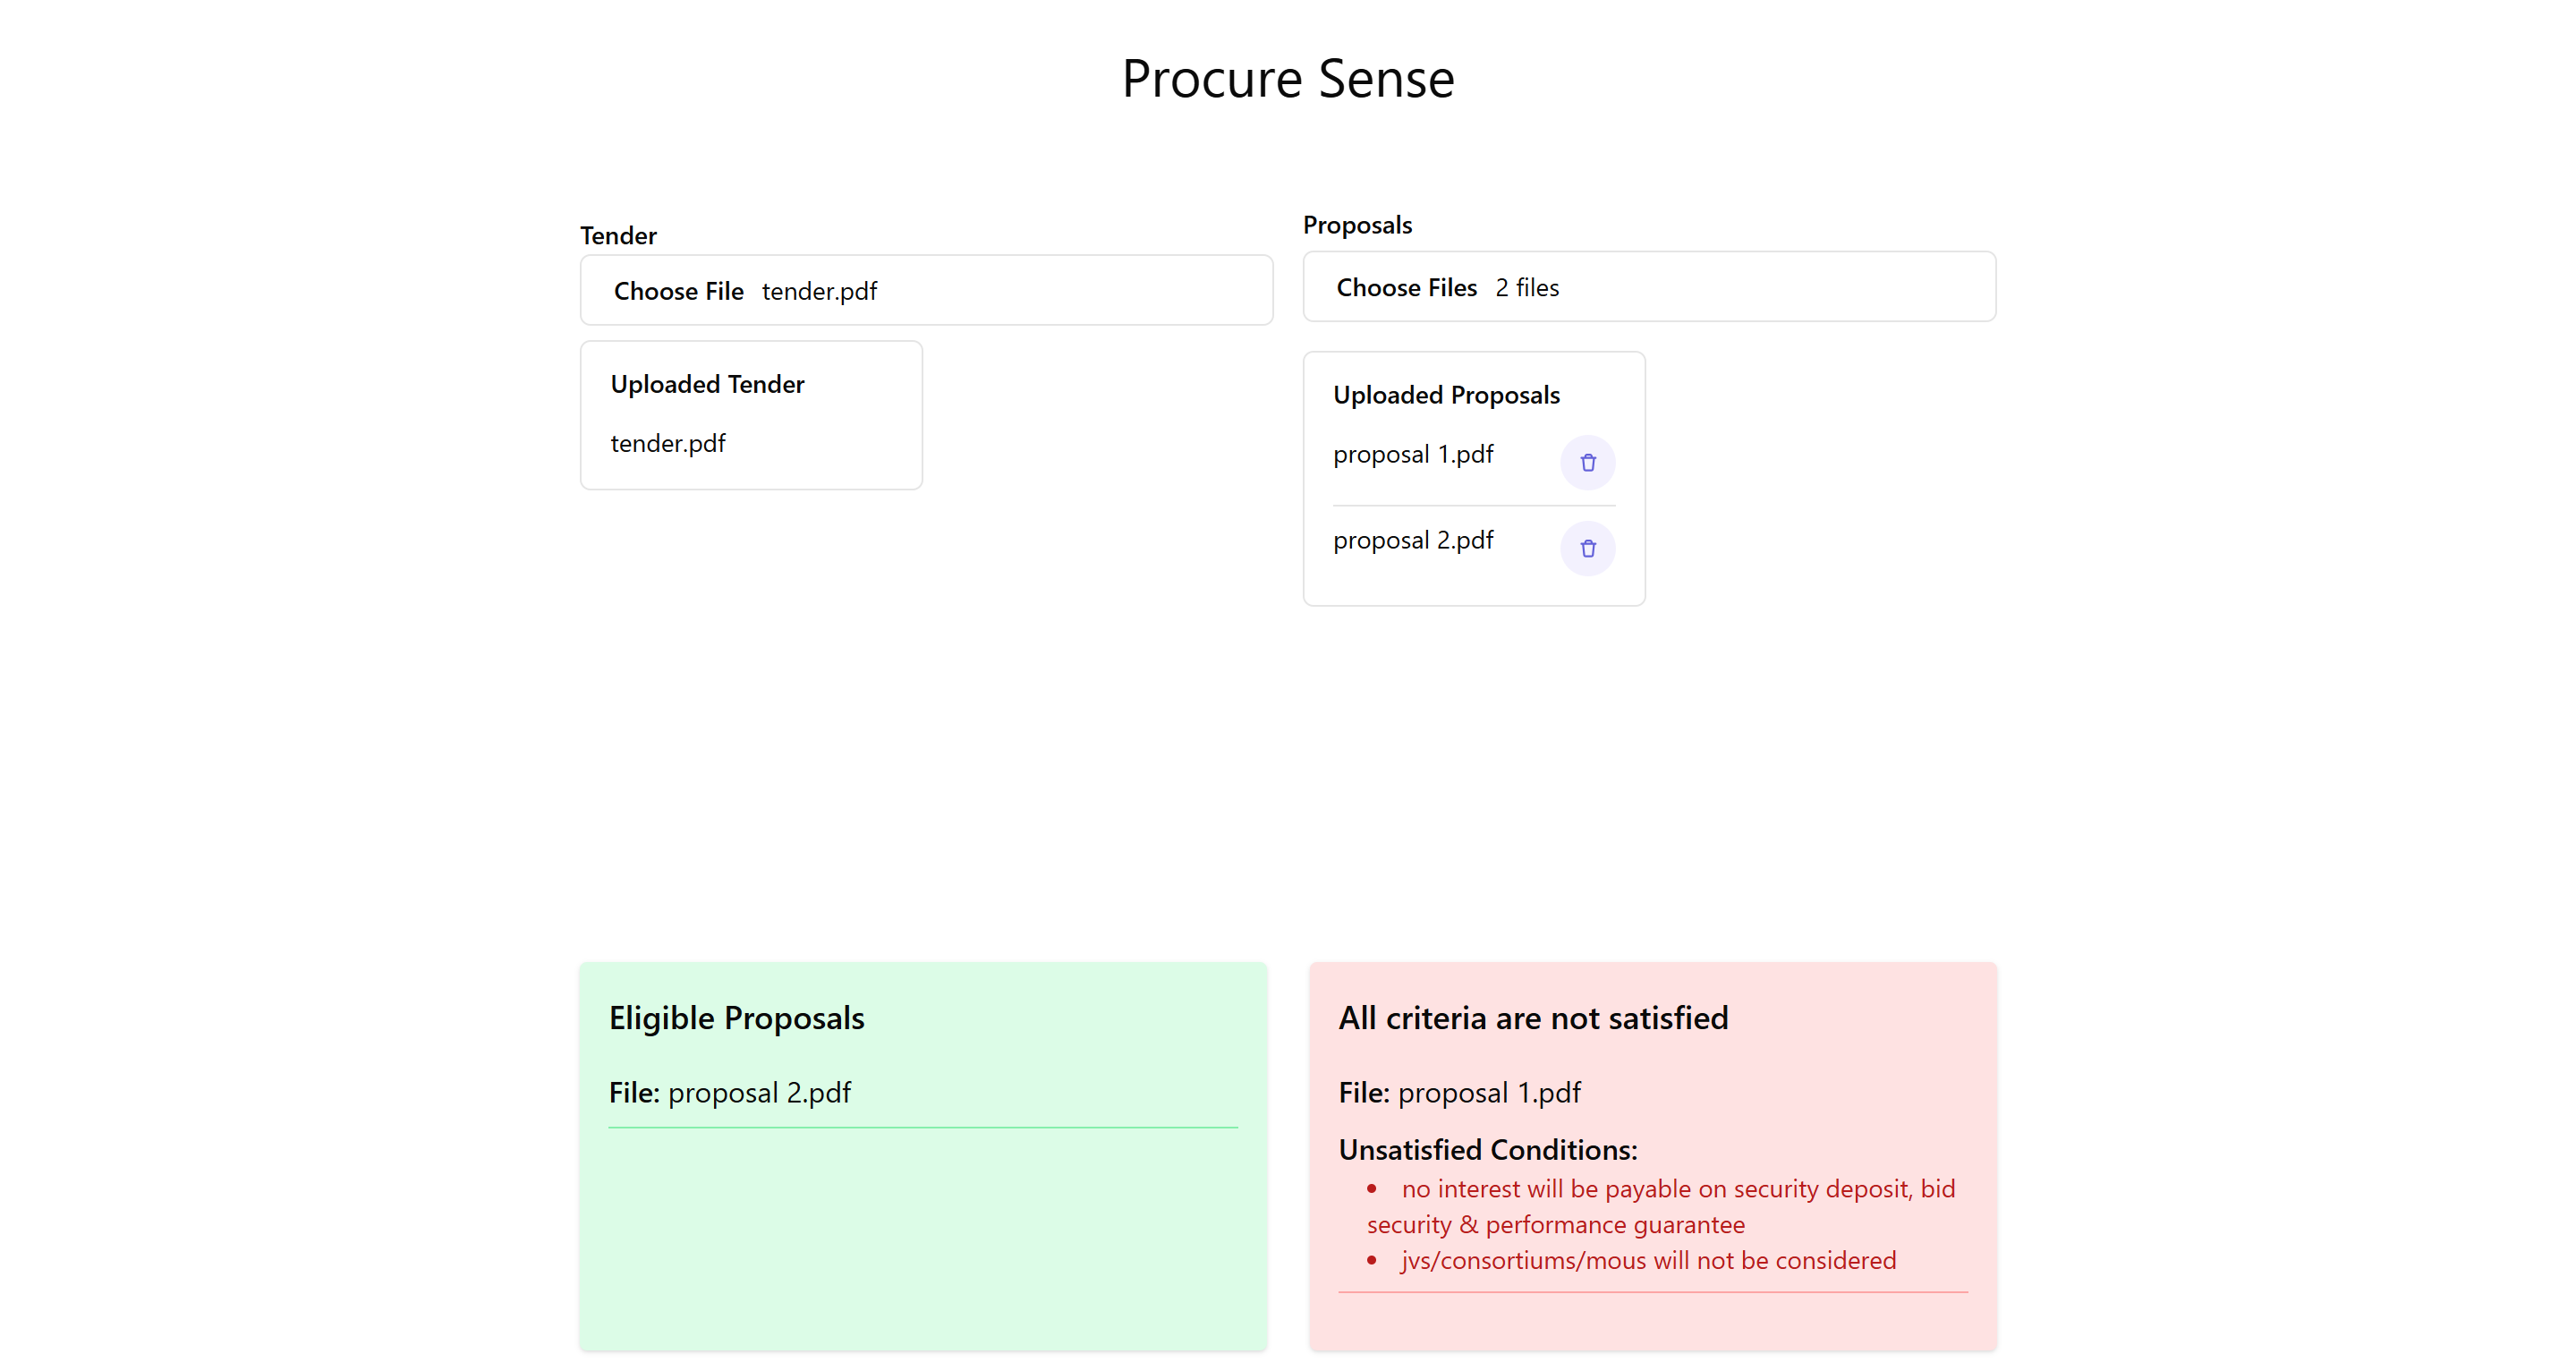 Procure Sense
Tender
Choose File tender.pdf
Uploaded Tender
tender.pdf
Proposals
Choose Files 2 files
Uploaded Proposals
proposal 1.pdf
proposal 2.pdf
Eligible Proposals
File: proposal 2.pdf
All criteria are not satisfied
File: proposal 1.pdf
Unsatisfied Conditions:
• no interest will be payable on security deposit, bid
security & performance guarantee
• jvs/consortiums/mous will not be considered